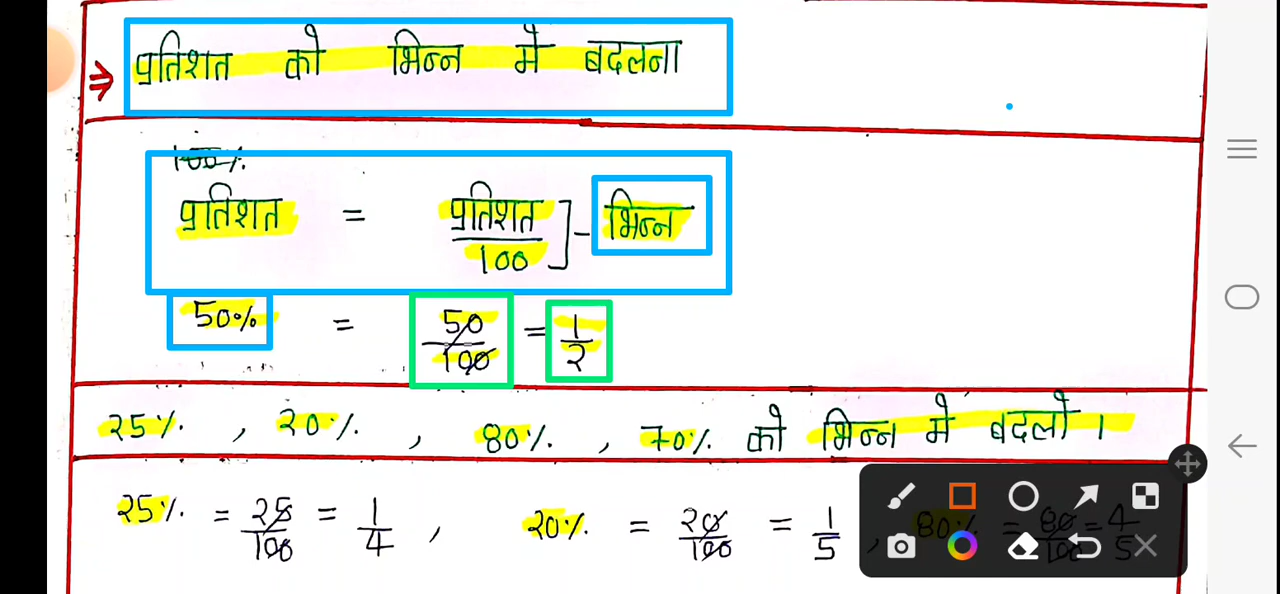 ⇒ प्रतिशत को भिन्न मे बदलना
100%
प्रतिशत = प्रतिशत/100 ] - भिन्न
50% = 50/100 = 1/2
25%, 20%, 80%, 70% को भिन्न मे बदलो।
25% = 25/100 = 1/4, 20% = 20/100 = 1/5, 80% = 80/100 = 4/5